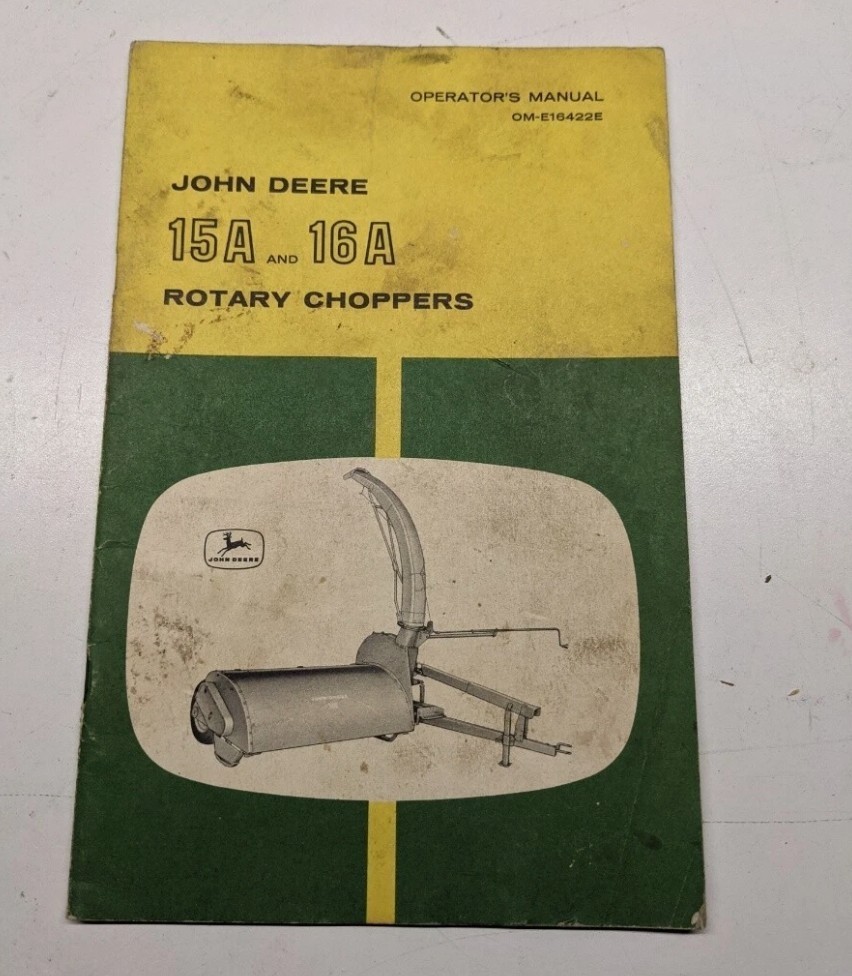 OPERATOR'S MANUAL
OM-E16422E
JOHN DEERE
15A AND 16A
ROTARY CHOPPERS
JOHN DEERE